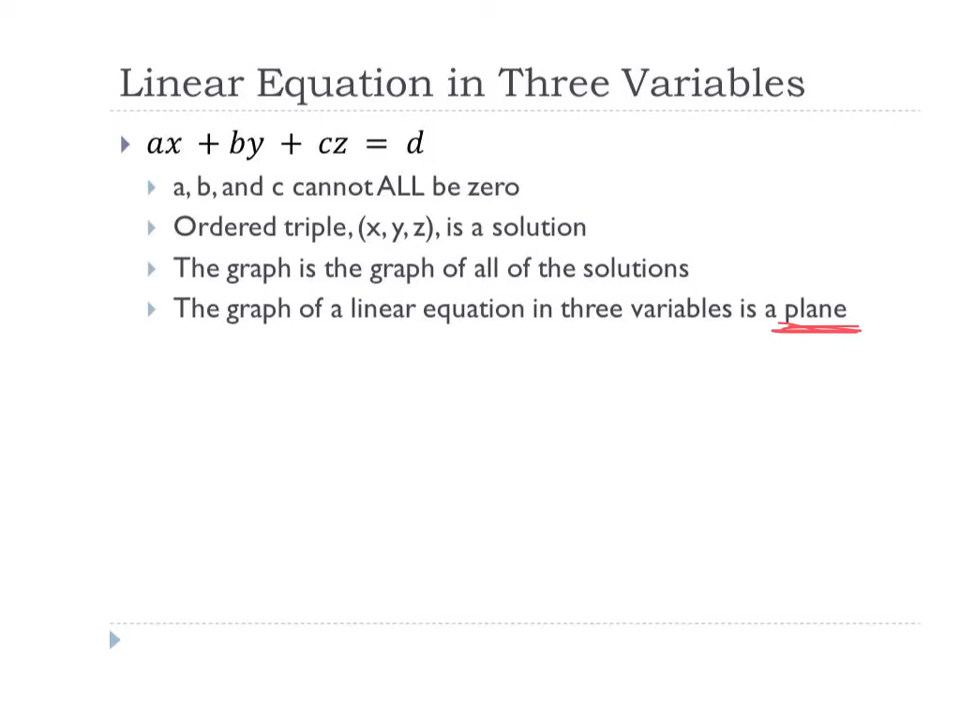 Linear Equation in Three Variables
ax + by + cz = d
a, b, and c cannot ALL be zero
Ordered triple, (x, y, z), is a solution
The graph is the graph of all of the solutions
The graph of a linear equation in three variables is a plane